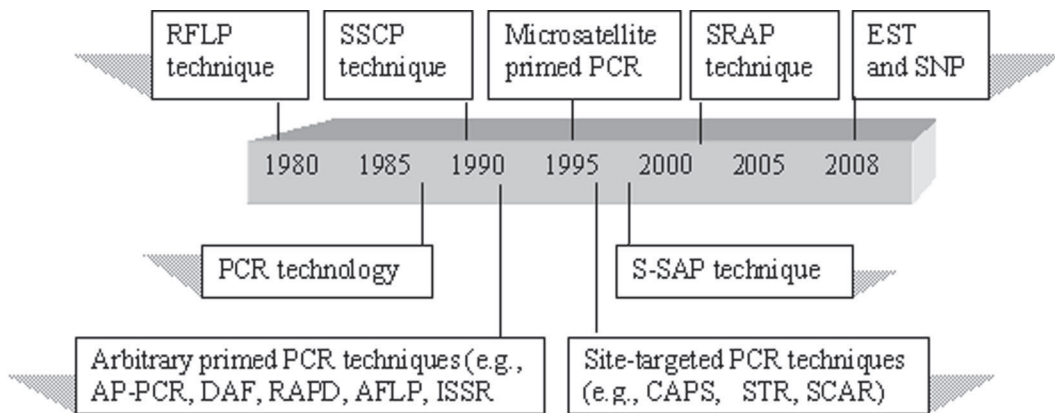 RFLP
technique
SSCP
technique
Microsatellite
primed PCR
SRAP
technique
EST
and SNP
1980 1985 1990 1995 2000 2005 2008
PCR technology
S-SAP technique
Arbitrary primed PCR techniques (e.g.,
AP-PCR, DAF, RAPD, AFLP, ISSR
Site-targeted PCR techniques
(e.g., CAPS, STR, SCAR)